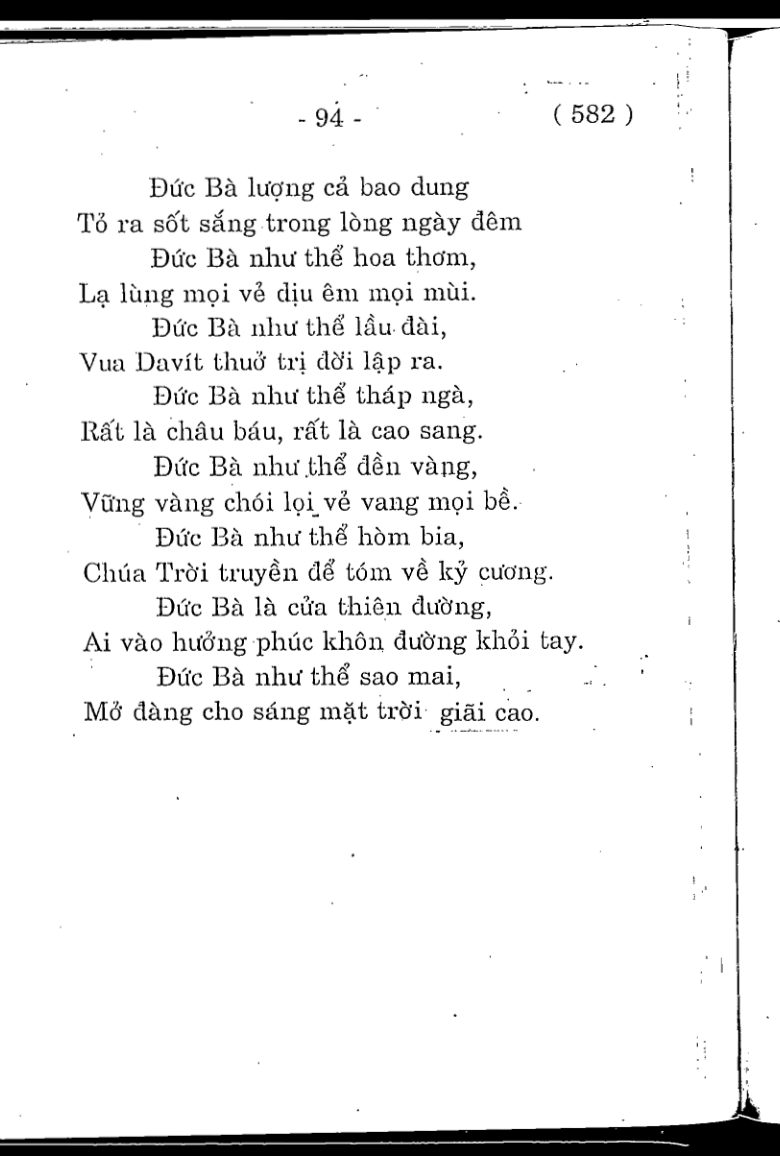 - 94 - ( 582 )
Đức Bà lượng cả bao dung
Tỏ ra sốt sắng trong lòng ngày đêm
Đức Bà như thể hoa thơm,
Lạ lùng mọi vẻ dịu êm mọi mùi.
Đức Bà như thể lầu đài,
Vua Davít thuở trị đời lập ra.
Đức Bà như thể tháp ngà,
Rất là châu báu, rất là cao sang.
Đức Bà như thể đền vàng,
Vững vàng chói lọi vẻ vang mọi bề.
Đức Bà như thể hòm bia,
Chúa Trời truyền để tóm về kỷ cương.
Đức Bà là cửa thiên đường,
Ai vào hưởng phúc khôn đường khỏi tay.
Đức Bà như thể sao mai,
Mở đàng cho sáng mặt trời giãi cao.